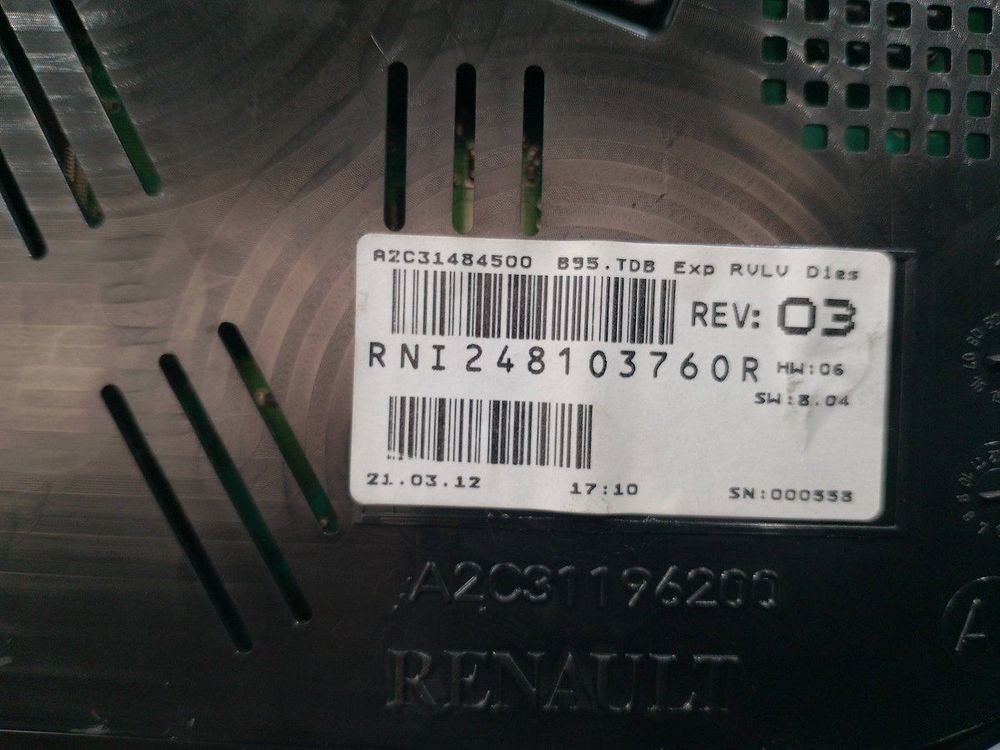 A2C31484500 B95.TDB Exp RVLV Dies
REV: 03
RNI 248103760R HW:06
SW:8.04
21.03.12 17:10 SN:000558
A2C31196200
RENAULT
A